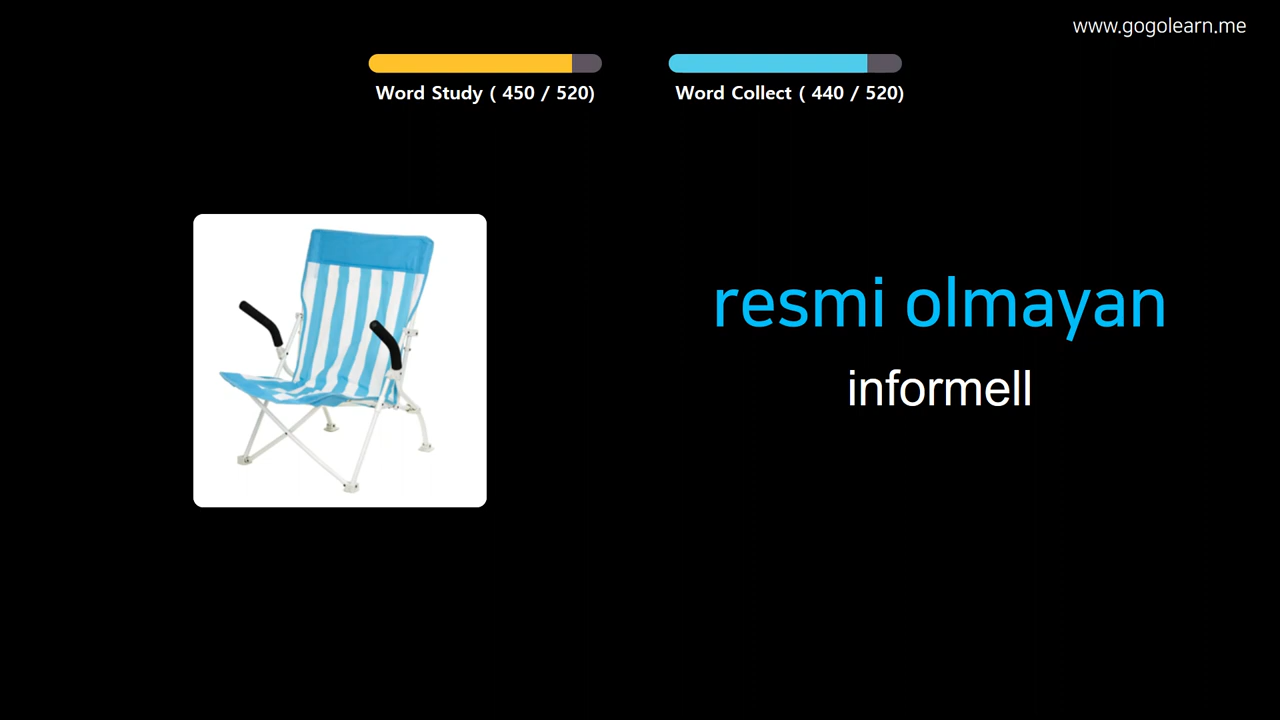 www.gogolearn.me
Word Study ( 450 / 520)
Word Collect ( 440 / 520)
resmi olmayan
informell